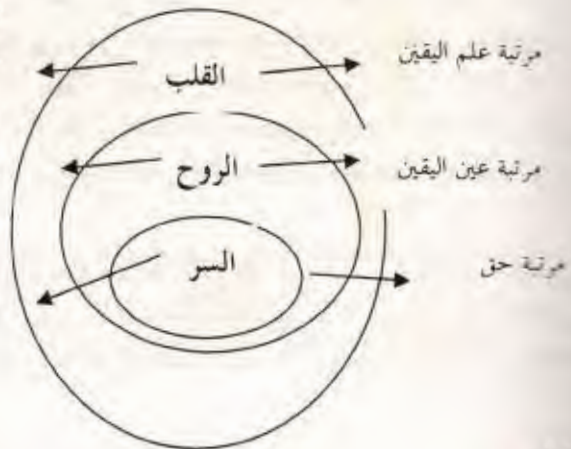 القلب
مرتبة علم اليقين
الروح
مرتبة عين اليقين
السر
مرتبة حق